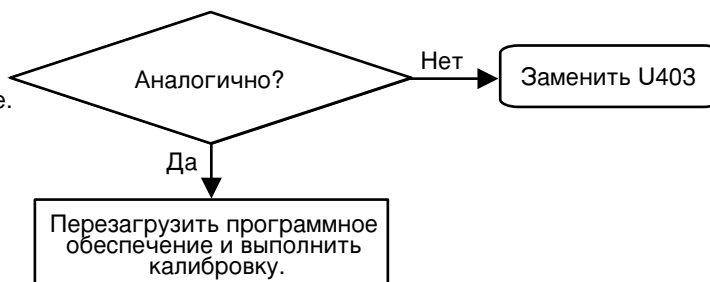 Нет
Аналогично?
Заменить U403
е.
Да
Перезагрузить программное
обеспечение и выполнить
калибровку.